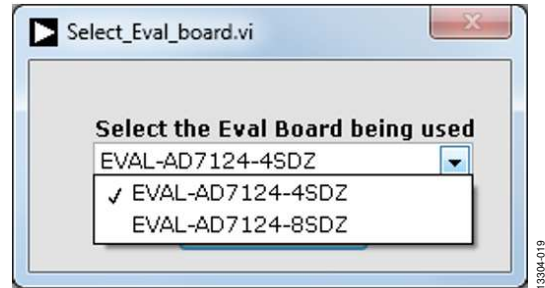 Select_Eval_board.vi
Select the Eval Board being used
EVAL-AD7124-4SDZ
✓ EVAL-AD7124-4SDZ
EVAL-AD7124-8SDZ
13304-019